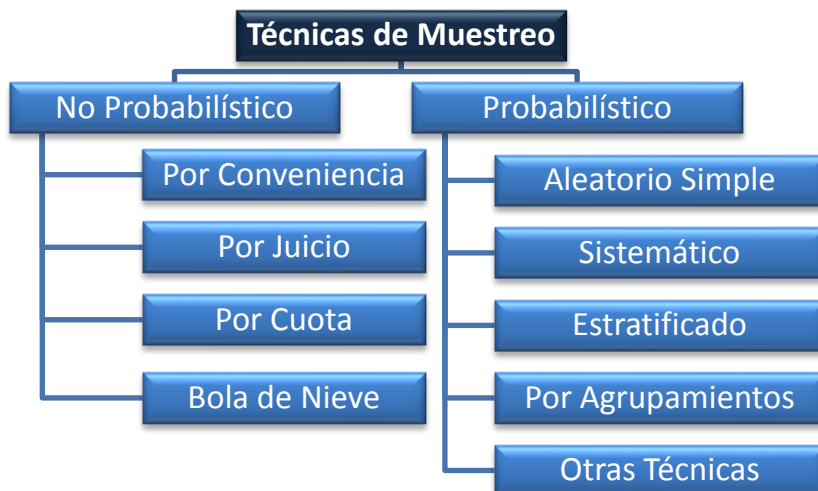 Técnicas de Muestreo
No Probabilístico
Por Conveniencia
Por Juicio
Por Cuota
Bola de Nieve
Probabilístico
Aleatorio Simple
Sistemático
Estratificado
Por Agrupamientos
Otras Técnicas